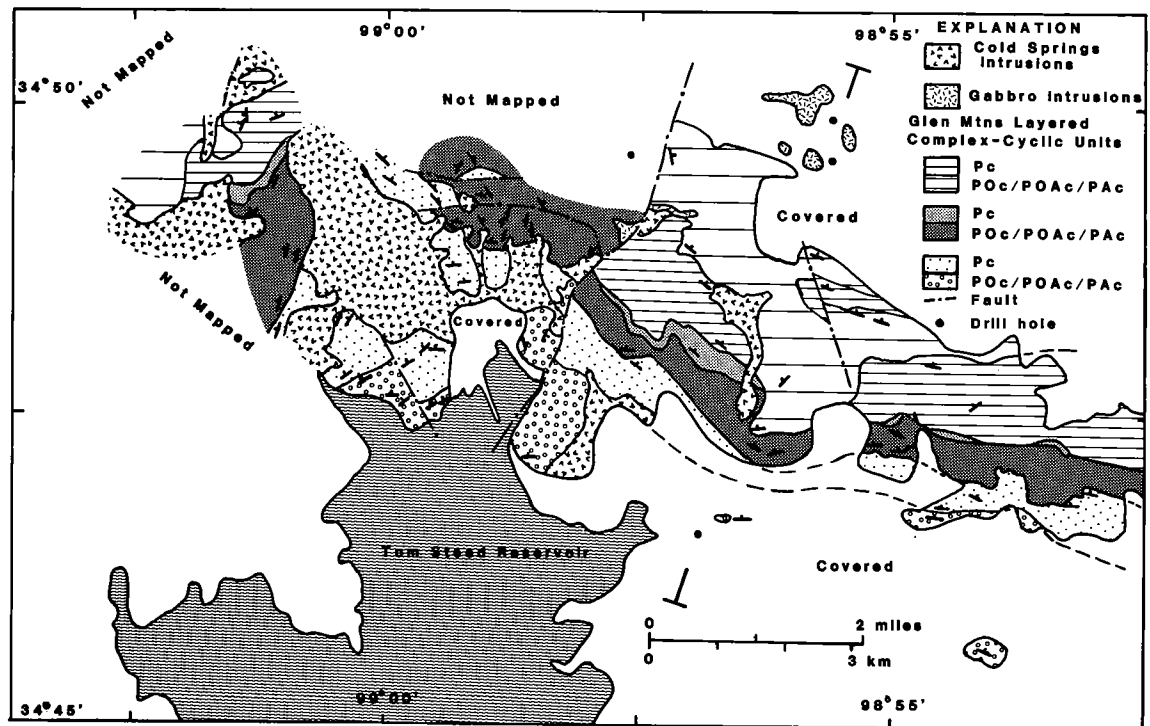 99°00'
98°55'
EXPLANATION
Cold Springs
Intrusions
Gabbro Intrusions
Glen Mtns Layered
Complex-Cyclic Units
Pc
POc/POAc/PAc
Pc
POc/POAc/PAc
Pc
POc/POAc/PAc
Fault
Drill hole
Not Mapped
34°50'
Not Mapped
Covered
Not Mapped
Covered
Tom Steed Reservoir
Covered
0 2 miles
0 3 km
99°00'
98°55'
34°45'